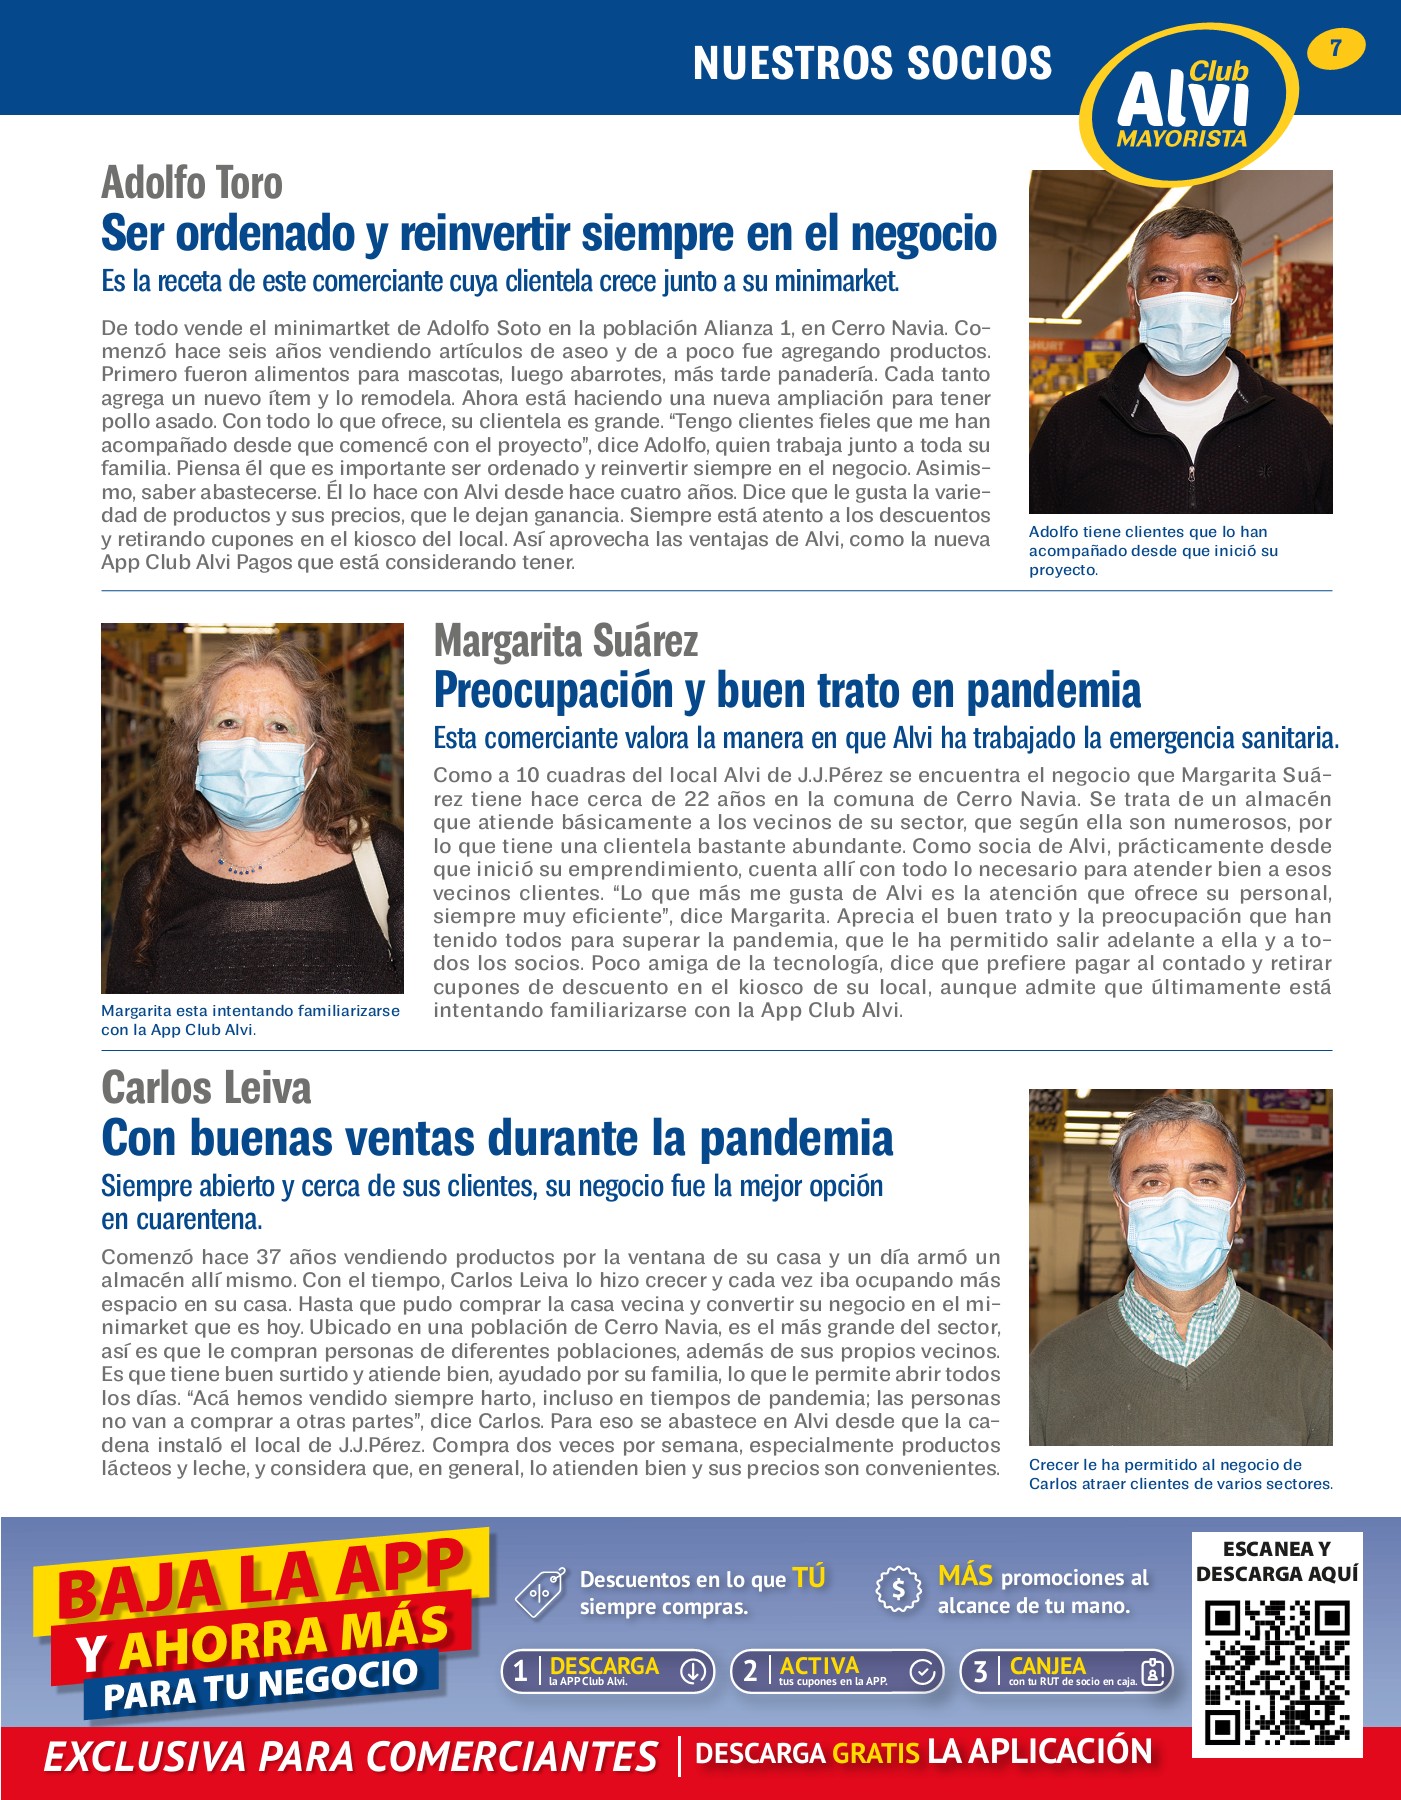 NUESTROS SOCIOS
Club
Alvi
MAYORISTA
7
Adolfo Toro
Ser ordenado y reinvertir siempre en el negocio
Es la receta de este comerciante cuya clientela crece junto a su minimarket.
De todo vende el minimartket de Adolfo Soto en la población Alianza 1, en Cerro Navia. Co-
menzó hace seis años vendiendo artículos de aseo y de a poco fue agregando productos.
Primero fueron alimentos para mascotas, luego abarrotes, más tarde panadería. Cada tanto
agrega un nuevo ítem y lo remodela. Ahora está haciendo una nueva ampliación para tener
pollo asado. Con todo lo que ofrece, su clientela es grande. “Tengo clientes fieles que me han
acompañado desde que comencé con el proyecto”, dice Adolfo, quien trabaja junto a toda su
familia. Piensa él que es importante ser ordenado y reinvertir siempre en el negocio. Asimis-
mo, saber abastecerse. Él lo hace con Alvi desde hace cuatro años. Dice que le gusta la varie-
dad de productos y sus precios, que le dejan ganancia. Siempre está atento a los descuentos
y retirando cupones en el kiosco del local. Así aprovecha las ventajas de Alvi, como la nueva
App Club Alvi Pagos que está considerando tener.
Adolfo tiene clientes que lo han
acompañado desde que inició su
proyecto.
Margarita Suárez
Preocupación y buen trato en pandemia
Esta comerciante valora la manera en que Alvi ha trabajado la emergencia sanitaria.
Como a 10 cuadras del local Alvi de J.J.Pérez se encuentra el negocio que Margarita Suá-
rez tiene hace cerca de 22 años en la comuna de Cerro Navia. Se trata de un almacén
que atiende básicamente a los vecinos de su sector, que según ella son numerosos, por
lo que tiene una clientela bastante abundante. Como socia de Alvi, prácticamente desde
que inició su emprendimiento, cuenta allí con todo lo necesario para atender bien a esos
vecinos clientes. “Lo que más me gusta de Alvi es la atención que ofrece su personal,
siempre muy eficiente”, dice Margarita. Aprecia el buen trato y la preocupación que han
tenido todos para superar la pandemia, que le ha permitido salir adelante a ella y a to-
dos los socios. Poco amiga de la tecnología, dice que prefiere pagar al contado y retirar
cupones de descuento en el kiosco de su local, aunque admite que últimamente está
intentando familiarizarse con la App Club Alvi.
Margarita esta intentando familiarizarse
con la App Club Alvi.
Carlos Leiva
Con buenas ventas durante la pandemia
Siempre abierto y cerca de sus clientes, su negocio fue la mejor opción
en cuarentena.
Comenzó hace 37 años vendiendo productos por la ventana de su casa y un día armó un
almacén allí mismo. Con el tiempo, Carlos Leiva lo hizo crecer y cada vez iba ocupando más
espacio en su casa. Hasta que pudo comprar la casa vecina y convertir su negocio en el mi-
nimarket que es hoy. Ubicado en una población de Cerro Navia, es el más grande del sector,
así es que le compran personas de diferentes poblaciones, además de sus propios vecinos.
Es que tiene buen surtido y atiende bien, ayudado por su familia, lo que le permite abrir todos
los días. “Acá hemos vendido siempre harto, incluso en tiempos de pandemia; las personas
no van a comprar a otras partes”, dice Carlos. Para eso se abastece en Alvi desde que la ca-
dena instaló el local de J.J.Pérez. Compra dos veces por semana, especialmente productos
lácteos y leche, y considera que, en general, lo atienden bien y sus precios son convenientes.
Crecer le ha permitido al negocio de
Carlos atraer clientes de varios sectores.
BAJA LA APP
Y AHORRA MÁS
PARA TU NEGOCIO
Descuentos en lo que TÚ
siempre compras.
MÁS promociones al
alcance de tu mano.
1 DESCARGA
la APP Club Alvi.
2 ACTIVA
tus cupones en la APP.
3 CANJEA
con tu RUT de socio en caja.
ESCANEA Y
DESCARGA AQUÍ
EXCLUSIVA PARA COMERCIANTES | DESCARGA GRATIS LA APLICACIÓN